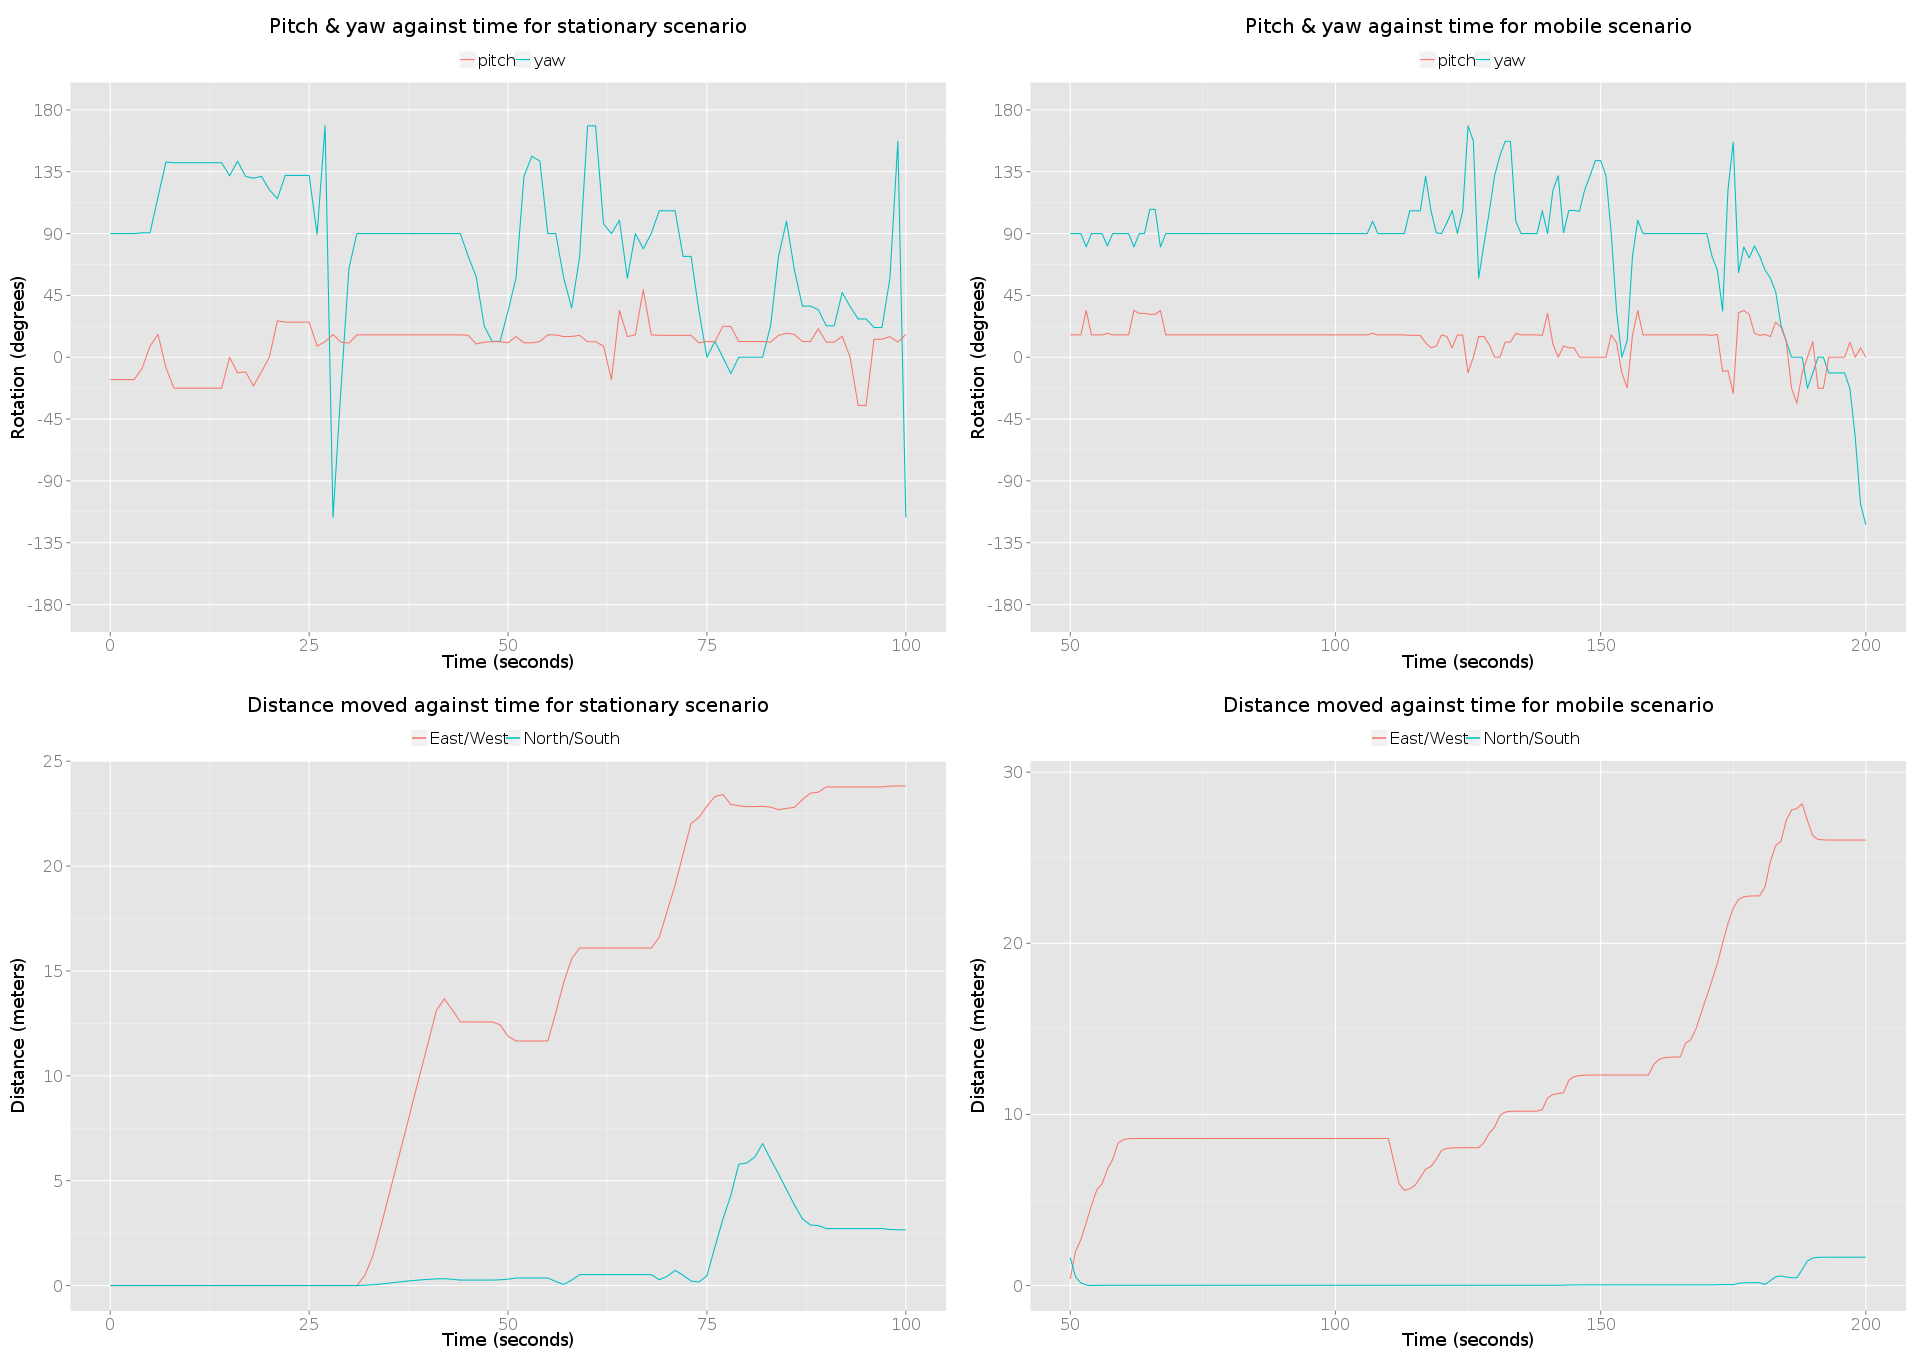 Pitch & yaw against time for stationary scenario
pitch yaw
180
135
90
45
0
-45
-90
-135
-180
Rotation (degrees)
0 25 50 75 100
Time (seconds)
Pitch & yaw against time for mobile scenario
pitch yaw
180
135
90
45
0
-45
-90
-135
-180
Rotation (degrees)
50 100 150 200
Time (seconds)
Distance moved against time for stationary scenario
East/West North/South
25
20
15
10
5
0
Distance (meters)
0 25 50 75 100
Time (seconds)
Distance moved against time for mobile scenario
East/West North/South
30
20
10
0
Distance (meters)
50 100 150 200
Time (seconds)